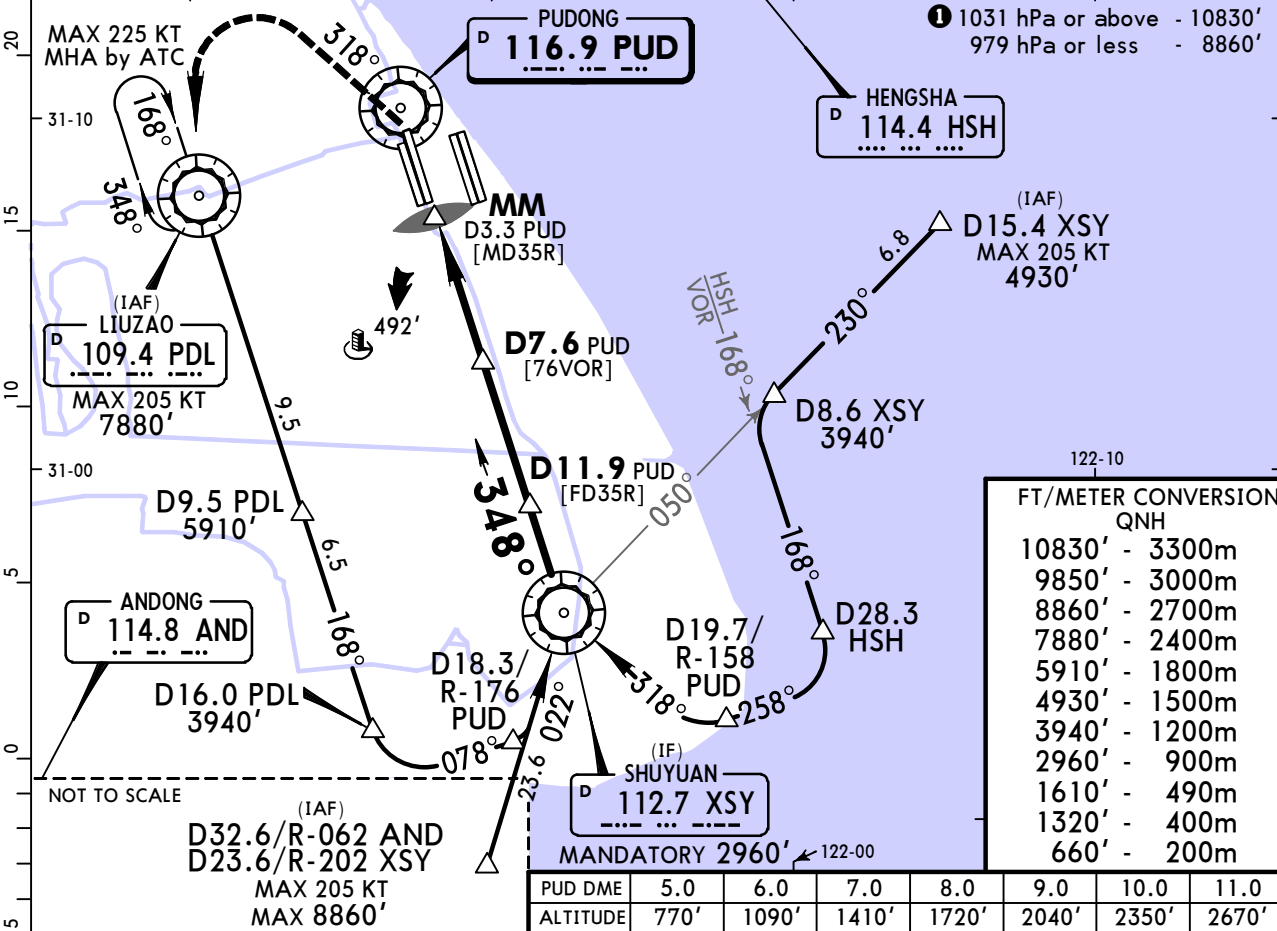 MAX 225 KT
MHA by ATC
318°
PUDONG
D 116.9 PUD
❶ 1031 hPa or above - 10830'
979 hPa or less - 8860'
HENGSHA
D 114.4 HSH
20
31-10
168°
348°
15
MM
D3.3 PUD
[MD35R]
(IAF)
D15.4 XSY
MAX 205 KT
4930'
6.8
230°
HSH
VOR
168°
(IAF)
LIUZAO
D 109.4 PDL
MAX 205 KT
7880'
492'
D7.6 PUD
[76VOR]
D8.6 XSY
3940'
10
9.5
31-00
D11.9 PUD
[FD35R]
050°
348°
122-10
D9.5 PDL
5910'
6.5
168°
168°
5
ANDONG
D 114.8 AND
D16.0 PDL
3940'
D18.3/
R-176
PUD
D19.7/
R-158
PUD
D28.3
HSH
318°
258°
078°
022°
23.6
0
NOT TO SCALE
(IF)
SHUYUAN
D 112.7 XSY
MANDATORY 2960'
122-00
(IAF)
D32.6/R-062 AND
D23.6/R-202 XSY
MAX 205 KT
MAX 8860'
5
FT/METER CONVERSION
QNH
10830' - 3300m
9850' - 3000m
8860' - 2700m
7880' - 2400m
5910' - 1800m
4930' - 1500m
3940' - 1200m
2960' - 900m
1610' - 490m
1320' - 400m
660' - 200m
PUD DME 5.0 6.0 7.0 8.0 9.0 10.0 11.0
ALTITUDE 770' 1090' 1410' 1720' 2040' 2350' 2670'